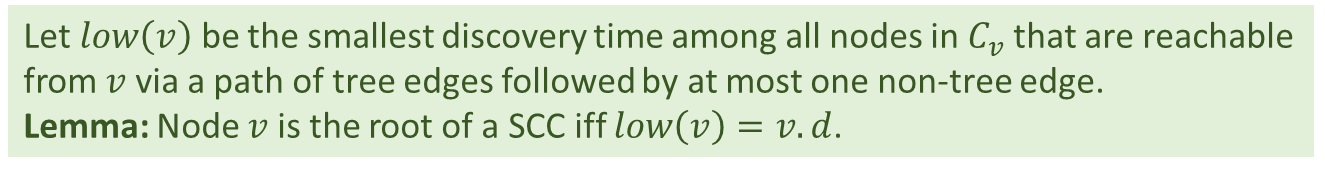 Let low(v) be the smallest discovery time among all nodes in Cᵥ that are reachable
from v via a path of tree edges followed by at most one non-tree edge.
Lemma: Node v is the root of a SCC iff low(v) = v.d.